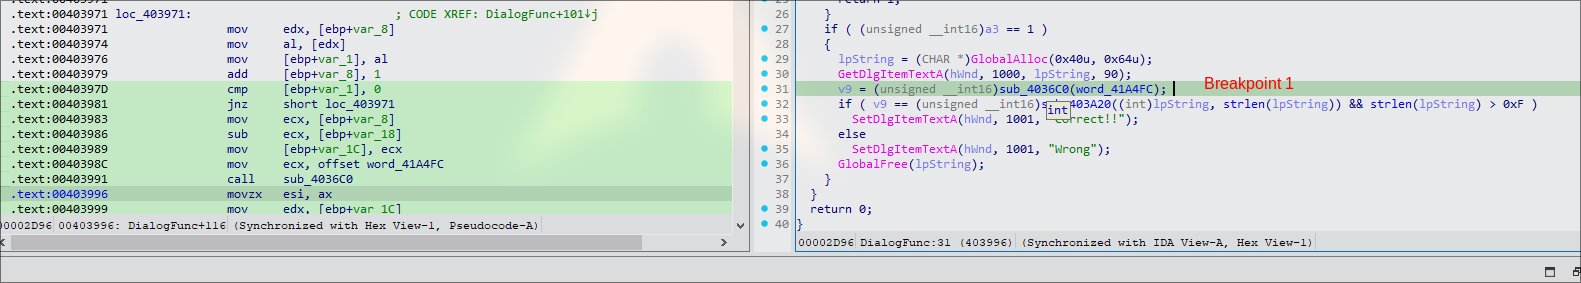 .text:00403971
.text:00403971 loc_403971: ; CODE XREF: DialogFunc+101↓j
.text:00403971 mov edx, [ebp+var_8]
.text:00403974 mov al, [edx]
.text:00403976 mov [ebp+var_1], al
.text:00403979 add [ebp+var_8], 1
.text:0040397D cmp [ebp+var_1], 0
.text:00403981 jnz short loc_403971
.text:00403983 mov ecx, [ebp+var_8]
.text:00403986 sub ecx, [ebp+var_18]
.text:00403989 mov [ebp+var_1C], ecx
.text:0040398C mov ecx, offset word_41A4FC
.text:00403991 call sub_4036C0
.text:00403996 movzx esi, ax
.text:00403999 mov edx, [ebp+var_1C]
00002D96 00403996: DialogFunc+116 (Synchronized with Hex View-1, Pseudocode-A)
25 return 1;
26 }
27 if ( (unsigned __int16)a3 == 1 )
28 {
29 lpString = (CHAR *)GlobalAlloc(0x40u, 0x64u);
30 GetDlgItemTextA(hWnd, 1000, lpString, 90);
31 v9 = (unsigned __int16)sub_4036C0(word_41A4FC); Breakpoint 1
32 if ( v9 == (unsigned __int16)sub_403A20((int)lpString, strlen(lpString)) && strlen(lpString) > 0xF )
int
33 SetDlgItemTextA(hWnd, 1001, "Correct!!");
34 else
35 SetDlgItemTextA(hWnd, 1001, "Wrong");
36 GlobalFree(lpString);
37 }
38 }
39 return 0;
40 }
00002D96 DialogFunc:31 (403996) (Synchronized with IDA View-A, Hex View-1)